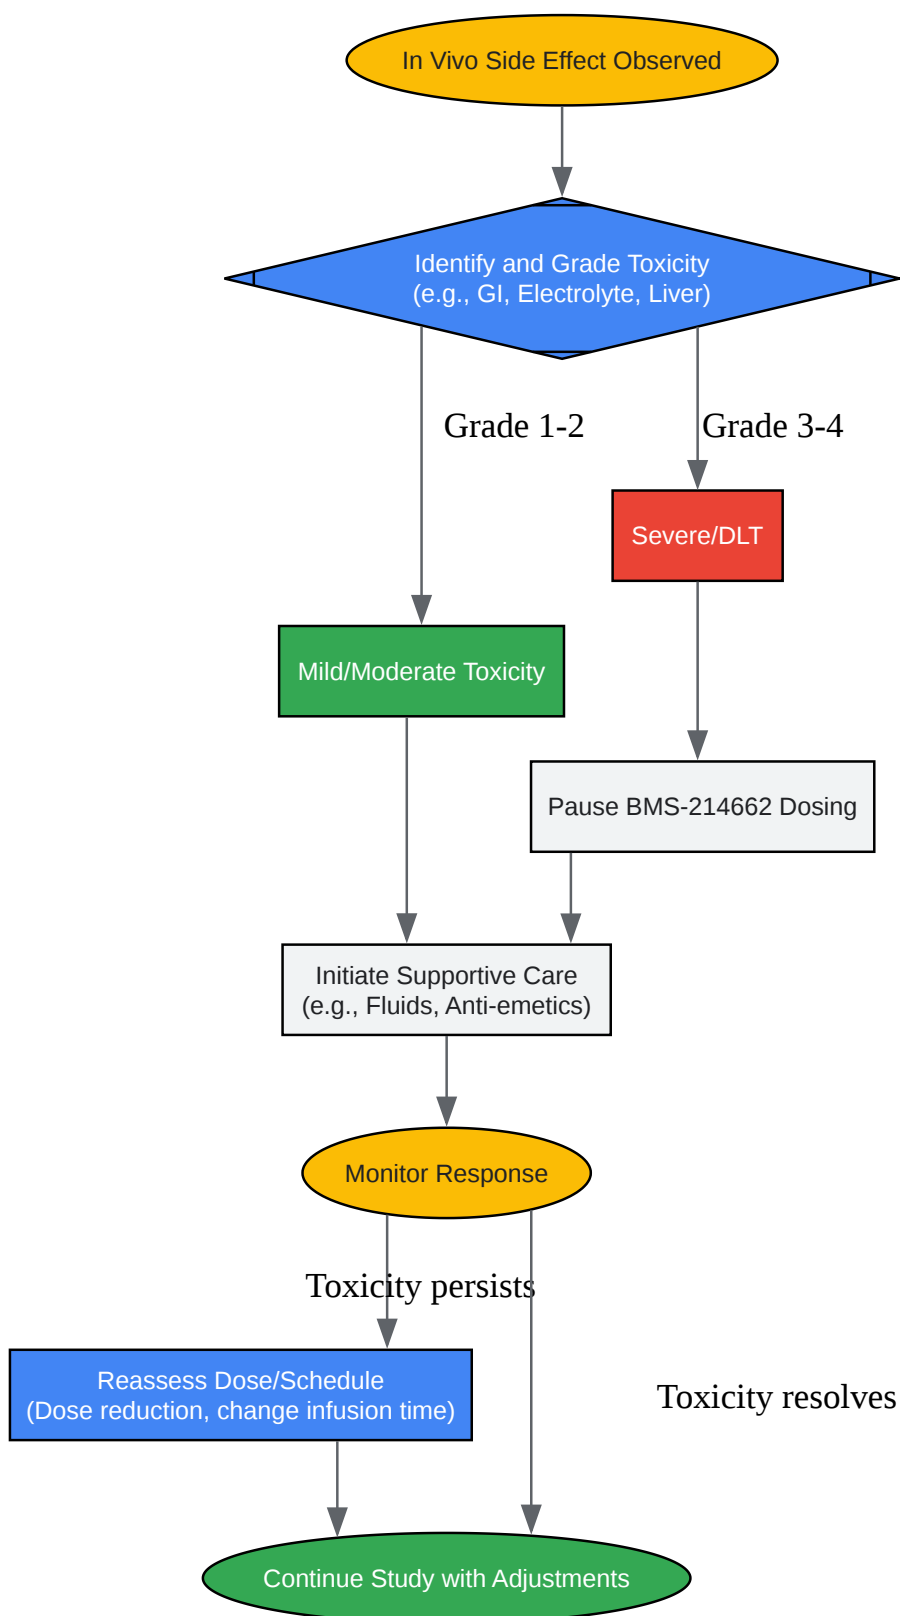 In Vivo Side Effect Observed
Identify and Grade Toxicity
(e.g., GI, Electrolyte, Liver)
Grade 1-2
Grade 3-4
Severe/DLT
Mild/Moderate Toxicity
Pause BMS-214662 Dosing
Initiate Supportive Care
(e.g., Fluids, Anti-emetics)
Monitor Response
Toxicity persists
Reassess Dose/Schedule
(Dose reduction, change infusion time)
Toxicity resolves
Continue Study with Adjustments